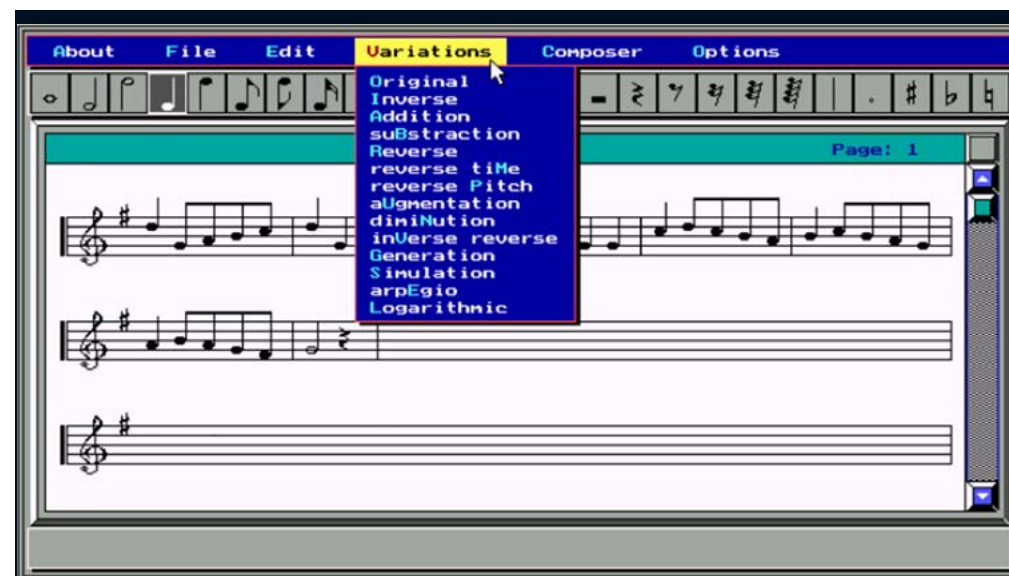 About File Edit Variations Composer Options
Original
Inverse
Addition
suBstraction
Reverse
reverse tiMe
reverse Pitch
aUgmentation
dimiNution
inVerse reverse
Generation
Simulation
arpEgio
Logarithmic
Page: 1